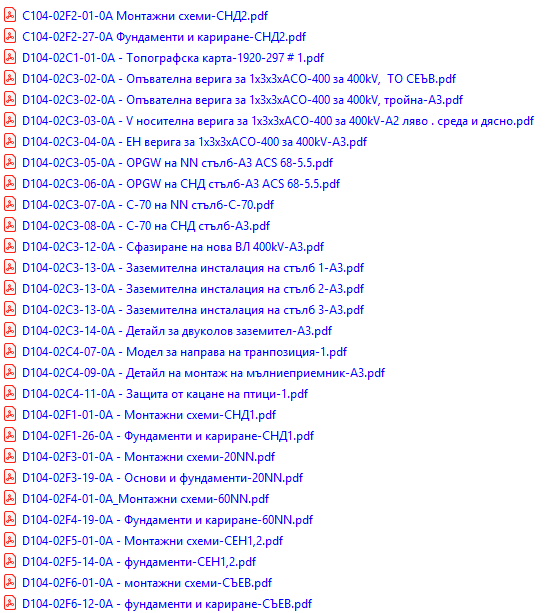 C104-02F2-01-0A Монтажни схеми-СНД2.pdf
C104-02F2-27-0A Фундаменти и кариране-СНД2.pdf
D104-02C1-01-0A - Топографска карта-1920-297 # 1.pdf
D104-02C3-02-0A - Опъвателна верига за 1x3x3xACO-400 за 400kV,  ТО СЕЪВ.pdf
D104-02C3-02-0A - Опъвателна верига за 1x3x3xACO-400 за 400kV, тройна-A3.pdf
D104-02C3-03-0A - V носителна верига за 1x3x3xACO-400 за 400kV-A2 ляво . среда и дясно.pdf
D104-02C3-04-0A - ЕН верига за 1x3x3xACO-400 за 400kV-A3.pdf
D104-02C3-05-0A - OPGW на NN стълб-A3 ACS 68-5.5.pdf
D104-02C3-06-0A - OPGW на СНД стълб-A3 ACS 68-5.5.pdf
D104-02C3-07-0A - C-70 на NN стълб-C-70.pdf
D104-02C3-08-0A - C-70 на СНД стълб-A3.pdf
D104-02C3-12-0A - Сфазиране на нова ВЛ 400kV-A3.pdf
D104-02C3-13-0A - Заземителна инсталация на стълб 1-A3.pdf
D104-02C3-13-0A - Заземителна инсталация на стълб 2-A3.pdf
D104-02C3-13-0A - Заземителна инсталация на стълб 3-A3.pdf
D104-02C3-14-0A - Детайл за двуколов заземител-A3.pdf
D104-02C4-07-0A - Модел за направа на транпозиция-1.pdf
D104-02C4-09-0A - Детайл на монтаж на мълниеприемник-A3.pdf
D104-02C4-11-0A - Защита от кацане на птици-1.pdf
D104-02F1-01-0A - Монтажни схеми-СНД1.pdf
D104-02F1-26-0A - Фундаменти и кариране-СНД1.pdf
D104-02F3-01-0A - Монтажни схеми-20NN.pdf
D104-02F3-19-0A - Основи и фундаменти-20NN.pdf
D104-02F4-01-0A_Монтажни схеми-60NN.pdf
D104-02F4-19-0A - Фундаменти и кариране-60NN.pdf
D104-02F5-01-0A - Монтажни схеми-СЕН1,2.pdf
D104-02F5-14-0A - фундаменти-СЕН1,2.pdf
D104-02F6-01-0A - монтажни схеми-СЪЕВ.pdf
D104-02F6-12-0A - фундаменти и кариране-СЪЕВ.pdf